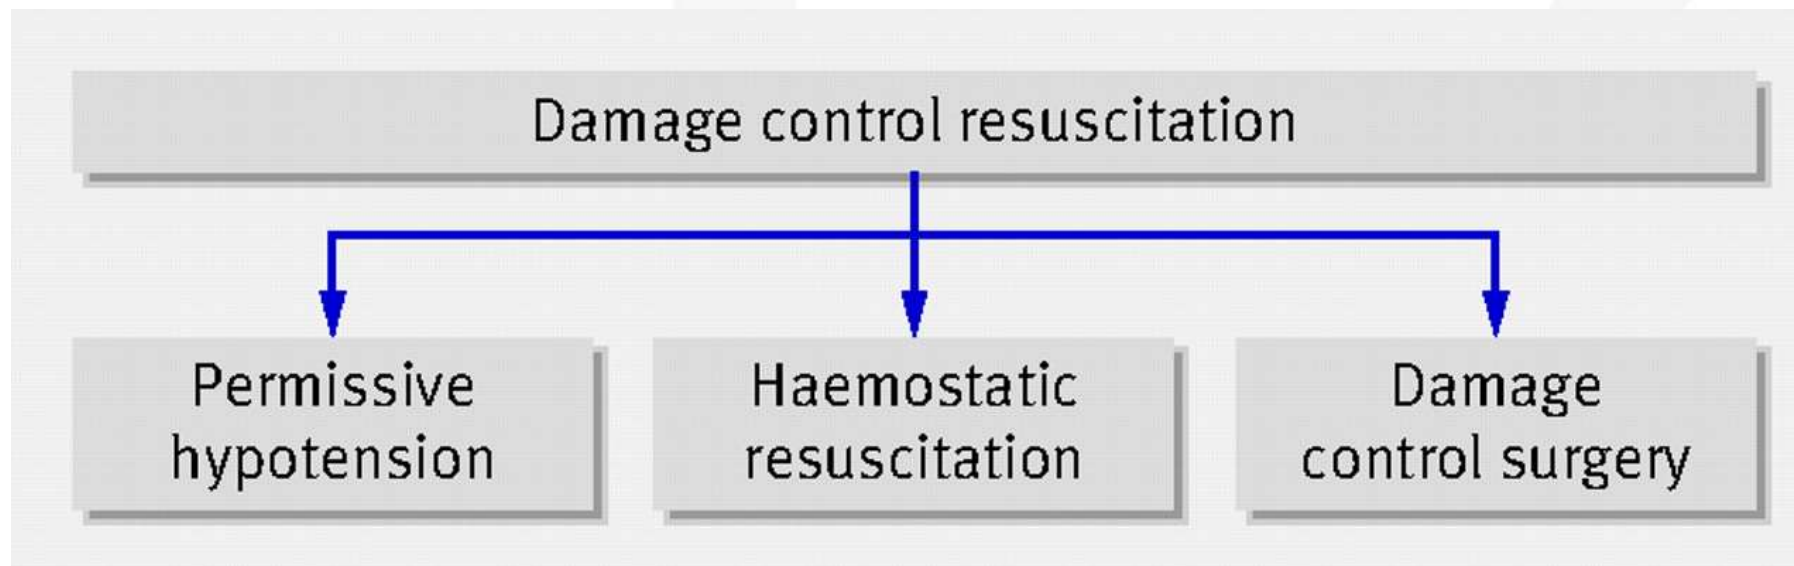 Damage control resuscitation
Permissive
hypotension
Haemostatic
resuscitation
Damage
control surgery